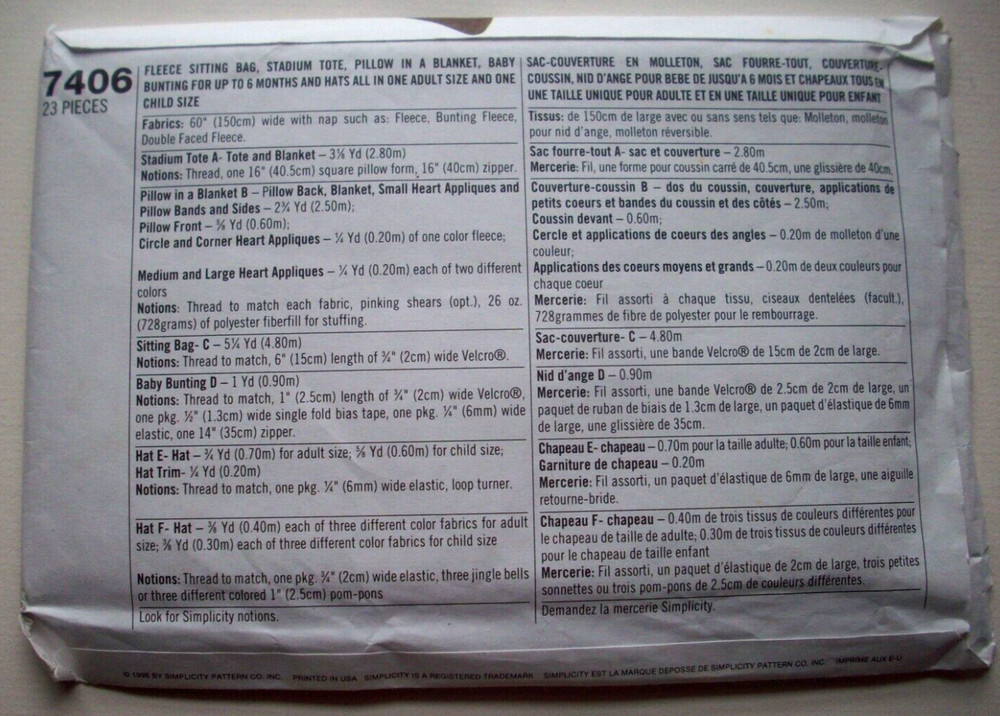 7406
23 PIECES
FLEECE SITTING BAG, STADIUM TOTE, PILLOW IN A BLANKET, BABY
BUNTING FOR UP TO 6 MONTHS AND HATS ALL IN ONE ADULT SIZE AND ONE
CHILD SIZE
Fabrics: 60" (150cm) wide with nap such as: Fleece, Bunting Fleece,
Double Faced Fleece.
Stadium Tote A- Tote and Blanket – 3⅛ Yd (2.80m)
Notions: Thread, one 16" (40.5cm) square pillow form, 16" (40cm) zipper.
Pillow in a Blanket B – Pillow Back, Blanket, Small Heart Appliques and
Pillow Bands and Sides – 2¾ Yd (2.50m);
Pillow Front – ⅝ Yd (0.60m);
Circle and Corner Heart Appliques – ¼ Yd (0.20m) of one color fleece;
Medium and Large Heart Appliques – ¼ Yd (0.20m) each of two different
colors
Notions: Thread to match each fabric, pinking shears (opt.), 26 oz.
(728grams) of polyester fiberfill for stuffing.
Sitting Bag- C – 5¼ Yd (4.80m)
Notions: Thread to match, 6" (15cm) length of ¾" (2cm) wide Velcro®.
Baby Bunting D – 1 Yd (0.90m)
Notions: Thread to match, 1" (2.5cm) length of ¾" (2cm) wide Velcro®,
one pkg. ½" (1.3cm) wide single fold bias tape, one pkg. ¼" (6mm) wide
elastic, one 14" (35cm) zipper.
Hat E- Hat – ¾ Yd (0.70m) for adult size; ⅝ Yd (0.60m) for child size;
Hat Trim- ¼ Yd (0.20m)
Notions: Thread to match, one pkg. ¼" (6mm) wide elastic, loop turner.
Hat F- Hat – ⅜ Yd (0.40m) each of three different color fabrics for adult
size; ⅜ Yd (0.30m) each of three different color fabrics for child size
Notions: Thread to match, one pkg. ¾" (2cm) wide elastic, three jingle bells
or three different colored 1" (2.5cm) pom-pons
Look for Simplicity notions.
SAC-COUVERTURE EN MOLLETON, SAC FOURRE-TOUT, COUVERTURE-
COUSSIN, NID D'ANGE POUR BEBE DE JUSQU'A 6 MOIS ET CHAPEAUX TOUS EN
UNE TAILLE UNIQUE POUR ADULTE ET EN UNE TAILLE UNIQUE POUR ENFANT
Tissus: de 150cm de large avec ou sans sens tels que: Molleton, molleton
pour nid d'ange, molleton réversible.
Sac fourre-tout A- sac et couverture – 2.80m
Mercerie: Fil, une forme pour coussin carré de 40.5cm, une glissière de 40cm.
Couverture-coussin B – dos du coussin, couverture, applications de
petits coeurs et bandes du coussin et des côtés – 2.50m;
Coussin devant – 0.60m;
Cercle et applications de coeurs des angles – 0.20m de molleton d'une
couleur;
Applications des coeurs moyens et grands – 0.20m de deux couleurs pour
chaque coeur
Mercerie: Fil assorti à chaque tissu, ciseaux dentelées (facult.),
728grammes de fibre de polyester pour le rembourrage.
Sac-couverture- C – 4.80m
Mercerie: Fil assorti, une bande Velcro® de 15cm de 2cm de large.
Nid d'ange D – 0.90m
Mercerie: Fil assorti, une bande Velcro® de 2.5cm de 2cm de large, un
paquet de ruban de biais de 1.3cm de large, un paquet d'élastique de 6mm
de large, une glissière de 35cm.
Chapeau E- chapeau – 0.70m pour la taille adulte; 0.60m pour la taille enfant;
Garniture de chapeau – 0.20m
Mercerie: Fil assorti, un paquet d'élastique de 6mm de large, une aiguille
retourne-bride.
Chapeau F- chapeau – 0.40m de trois tissus de couleurs différentes pour
le chapeau de taille de adulte; 0.30m de trois tissus de couleurs différentes
pour le chapeau de taille enfant
Mercerie: Fil assorti, un paquet d'élastique de 2cm de large, trois petites
sonnettes ou trois pom-pons de 2.5cm de couleurs différentes.
Demandez la mercerie Simplicity.
BY SIMPLICITY PATTERN CO. INC. PRINTED IN USA SIMPLICITY IS A REGISTERED TRADEMARK SIMPLICITY EST LA MARQUE DEPOSSE DE SIMPLICITY PATTERN CO. INC. IMPRIME AUX E-U